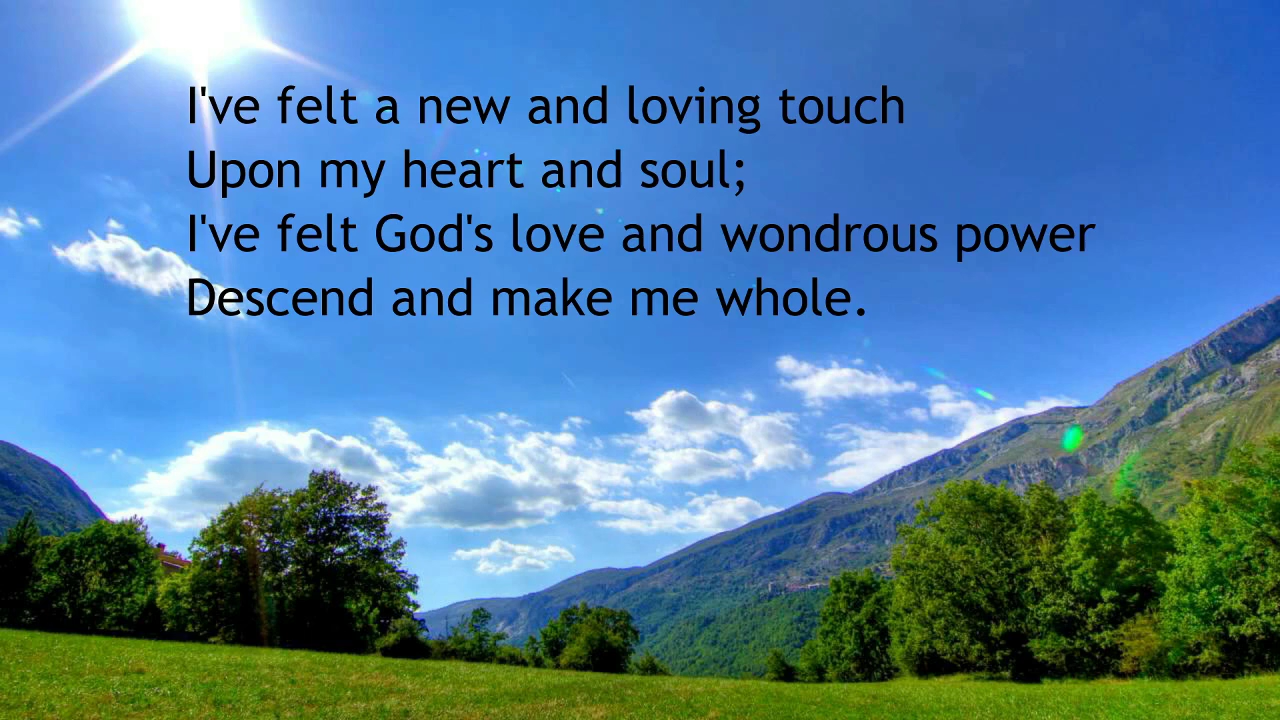 I've felt a new and loving touch
Upon my heart and soul;
I've felt God's love and wondrous power
Descend and make me whole.